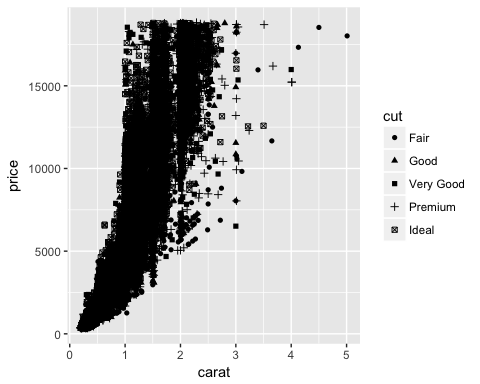 15000
10000
5000
0
price
0
1
2
3
4
5
carat
cut
Fair
Good
Very Good
Premium
Ideal